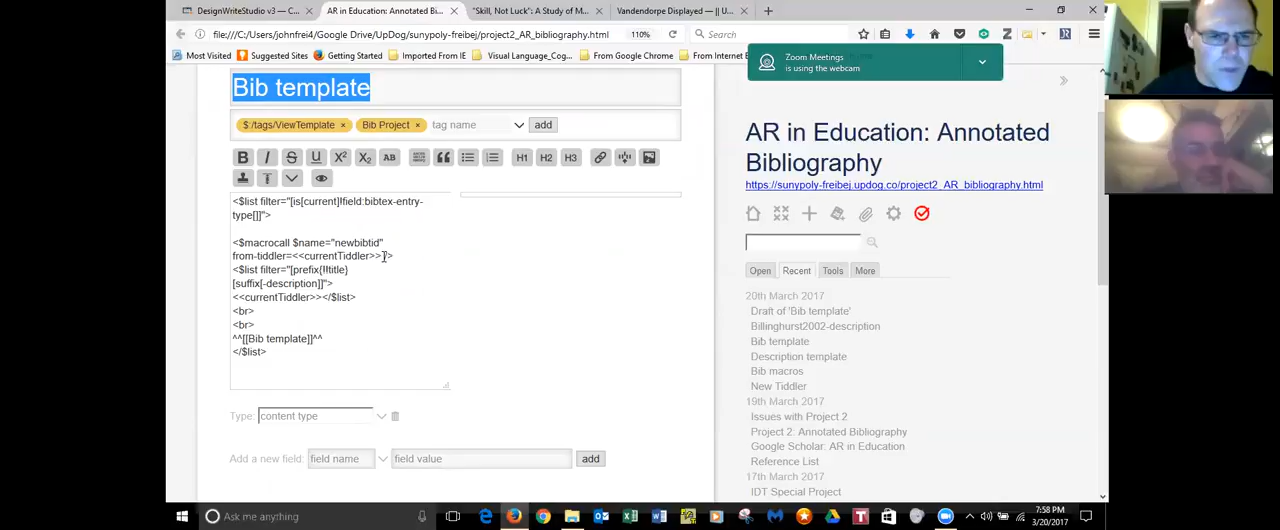 DesignWriteStudio v3 — C...
AR in Education: Annotated Bi...
"Skill, Not Luck": A Study of M...
Vandendorpe Displayed — || U...
file:///C:/Users/johnfrei4/Google Drive/UpDog/sunypoly-freibej/project2_AR_bibliography.html
110%
Search
Most Visited
Suggested Sites
Getting Started
Imported From IE
Visual Language_Cog...
From Google Chrome
From Internet
Zoom Meetings
is using the webcam
Bib template
$:/tags/ViewTemplate ×
Bib Project ×
tag name
add
B I S U X² X₂ AB
H1 H2 H3
<$list filter="[is[current]!field:bibtex-entry-
type[]]">
<$macrocall $name="newbibtid"
from-tiddler=<<currentTiddler>>/>
<$list filter="[prefix{!!title}
[suffix[-description]]">
<<currentTiddler>></$list>
<br>
<br>
^^[[Bib template]]^^
</$list>
Type:
content type
Add a new field:
field name
field value
add
AR in Education: Annotated
Bibliography
https://sunypoly-freibej.updog.co/project2_AR_bibliography.html
Open
Recent
Tools
More
20th March 2017
Draft of 'Bib template'
Billinghurst2002-description
Bib template
Description template
Bib macros
New Tiddler
19th March 2017
Issues with Project 2
Project 2: Annotated Bibliography
Google Scholar: AR in Education
Reference List
17th March 2017
IDT Special Project
Ask me anything
7:58 PM
3/20/2017